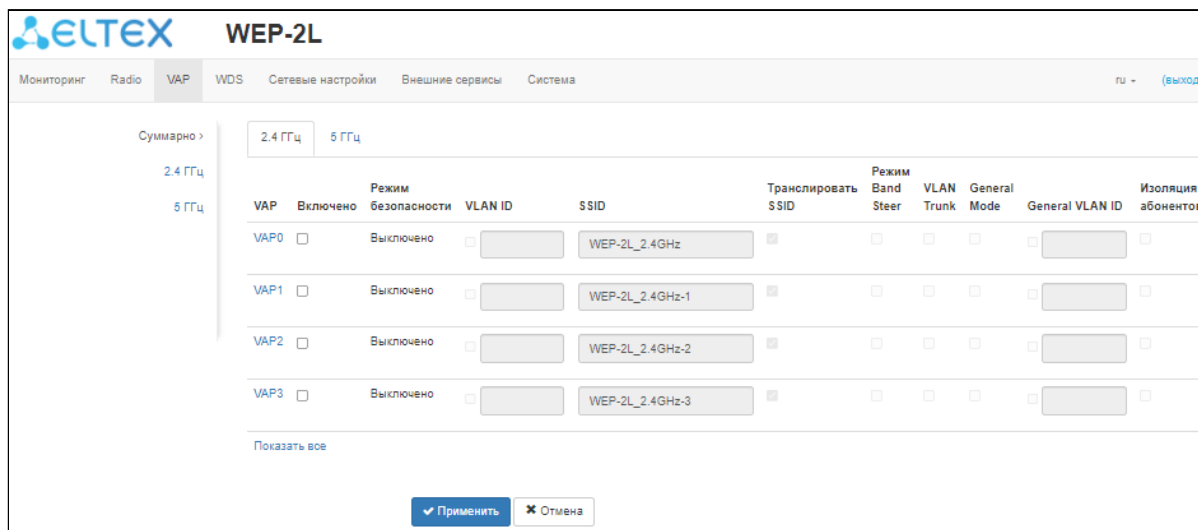 ELTEX WEP-2L
Мониторинг Radio VAP WDS Сетевые настройки Внешние сервисы Система ru (выход
Суммарно >
2.4 ГГц
5 ГГц
2.4 ГГц 5 ГГц
VAP Включено Режим безопасности VLAN ID SSID Транслировать SSID Режим Band Steer VLAN Trunk General Mode General VLAN ID Изоляция абонентов
VAP0 Выключено WEP-2L_2.4GHz
VAP1 Выключено WEP-2L_2.4GHz-1
VAP2 Выключено WEP-2L_2.4GHz-2
VAP3 Выключено WEP-2L_2.4GHz-3
Показать все
Применить Отмена